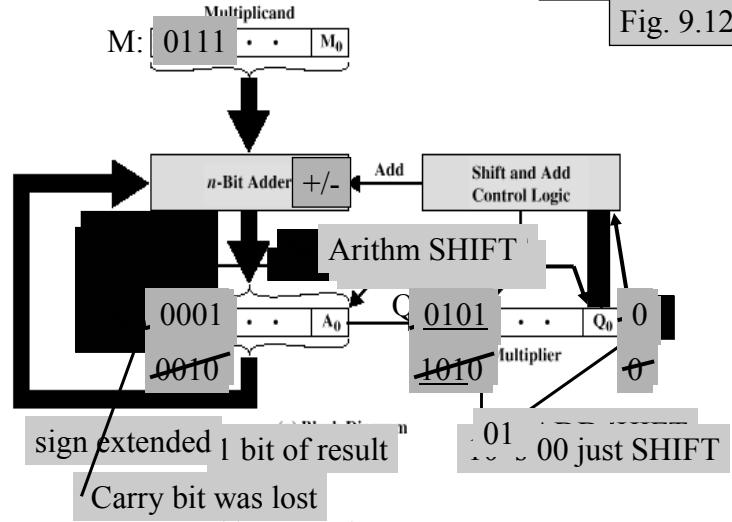 Multiplicand
Fig. 9.12
M: 0111 · · M0
n-Bit Adder +/-
Add
Shift and Add
Control Logic
Arithm SHIFT
0001 · · A0
Q
0101 · · Q0 0
0010
1010
Multiplier
0
sign extended
1 bit of result
01
00 just SHIFT
Carry bit was lost